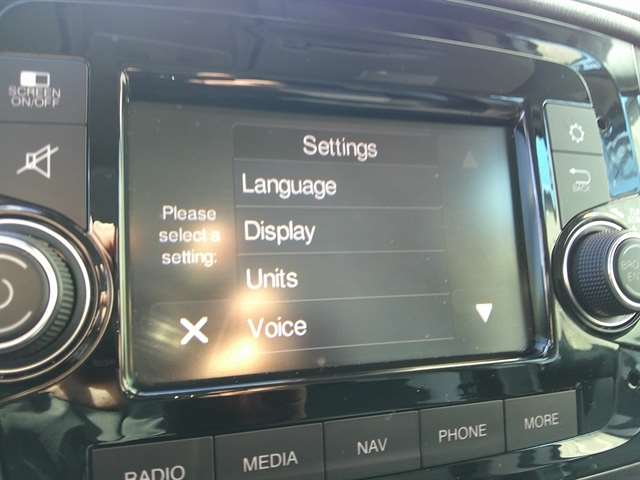 SCREEN
ON/OFF
Settings
Language
Please
select a
setting:
Display
Units
Voice
BACK
RADIO
MEDIA
NAV
PHONE
MORE